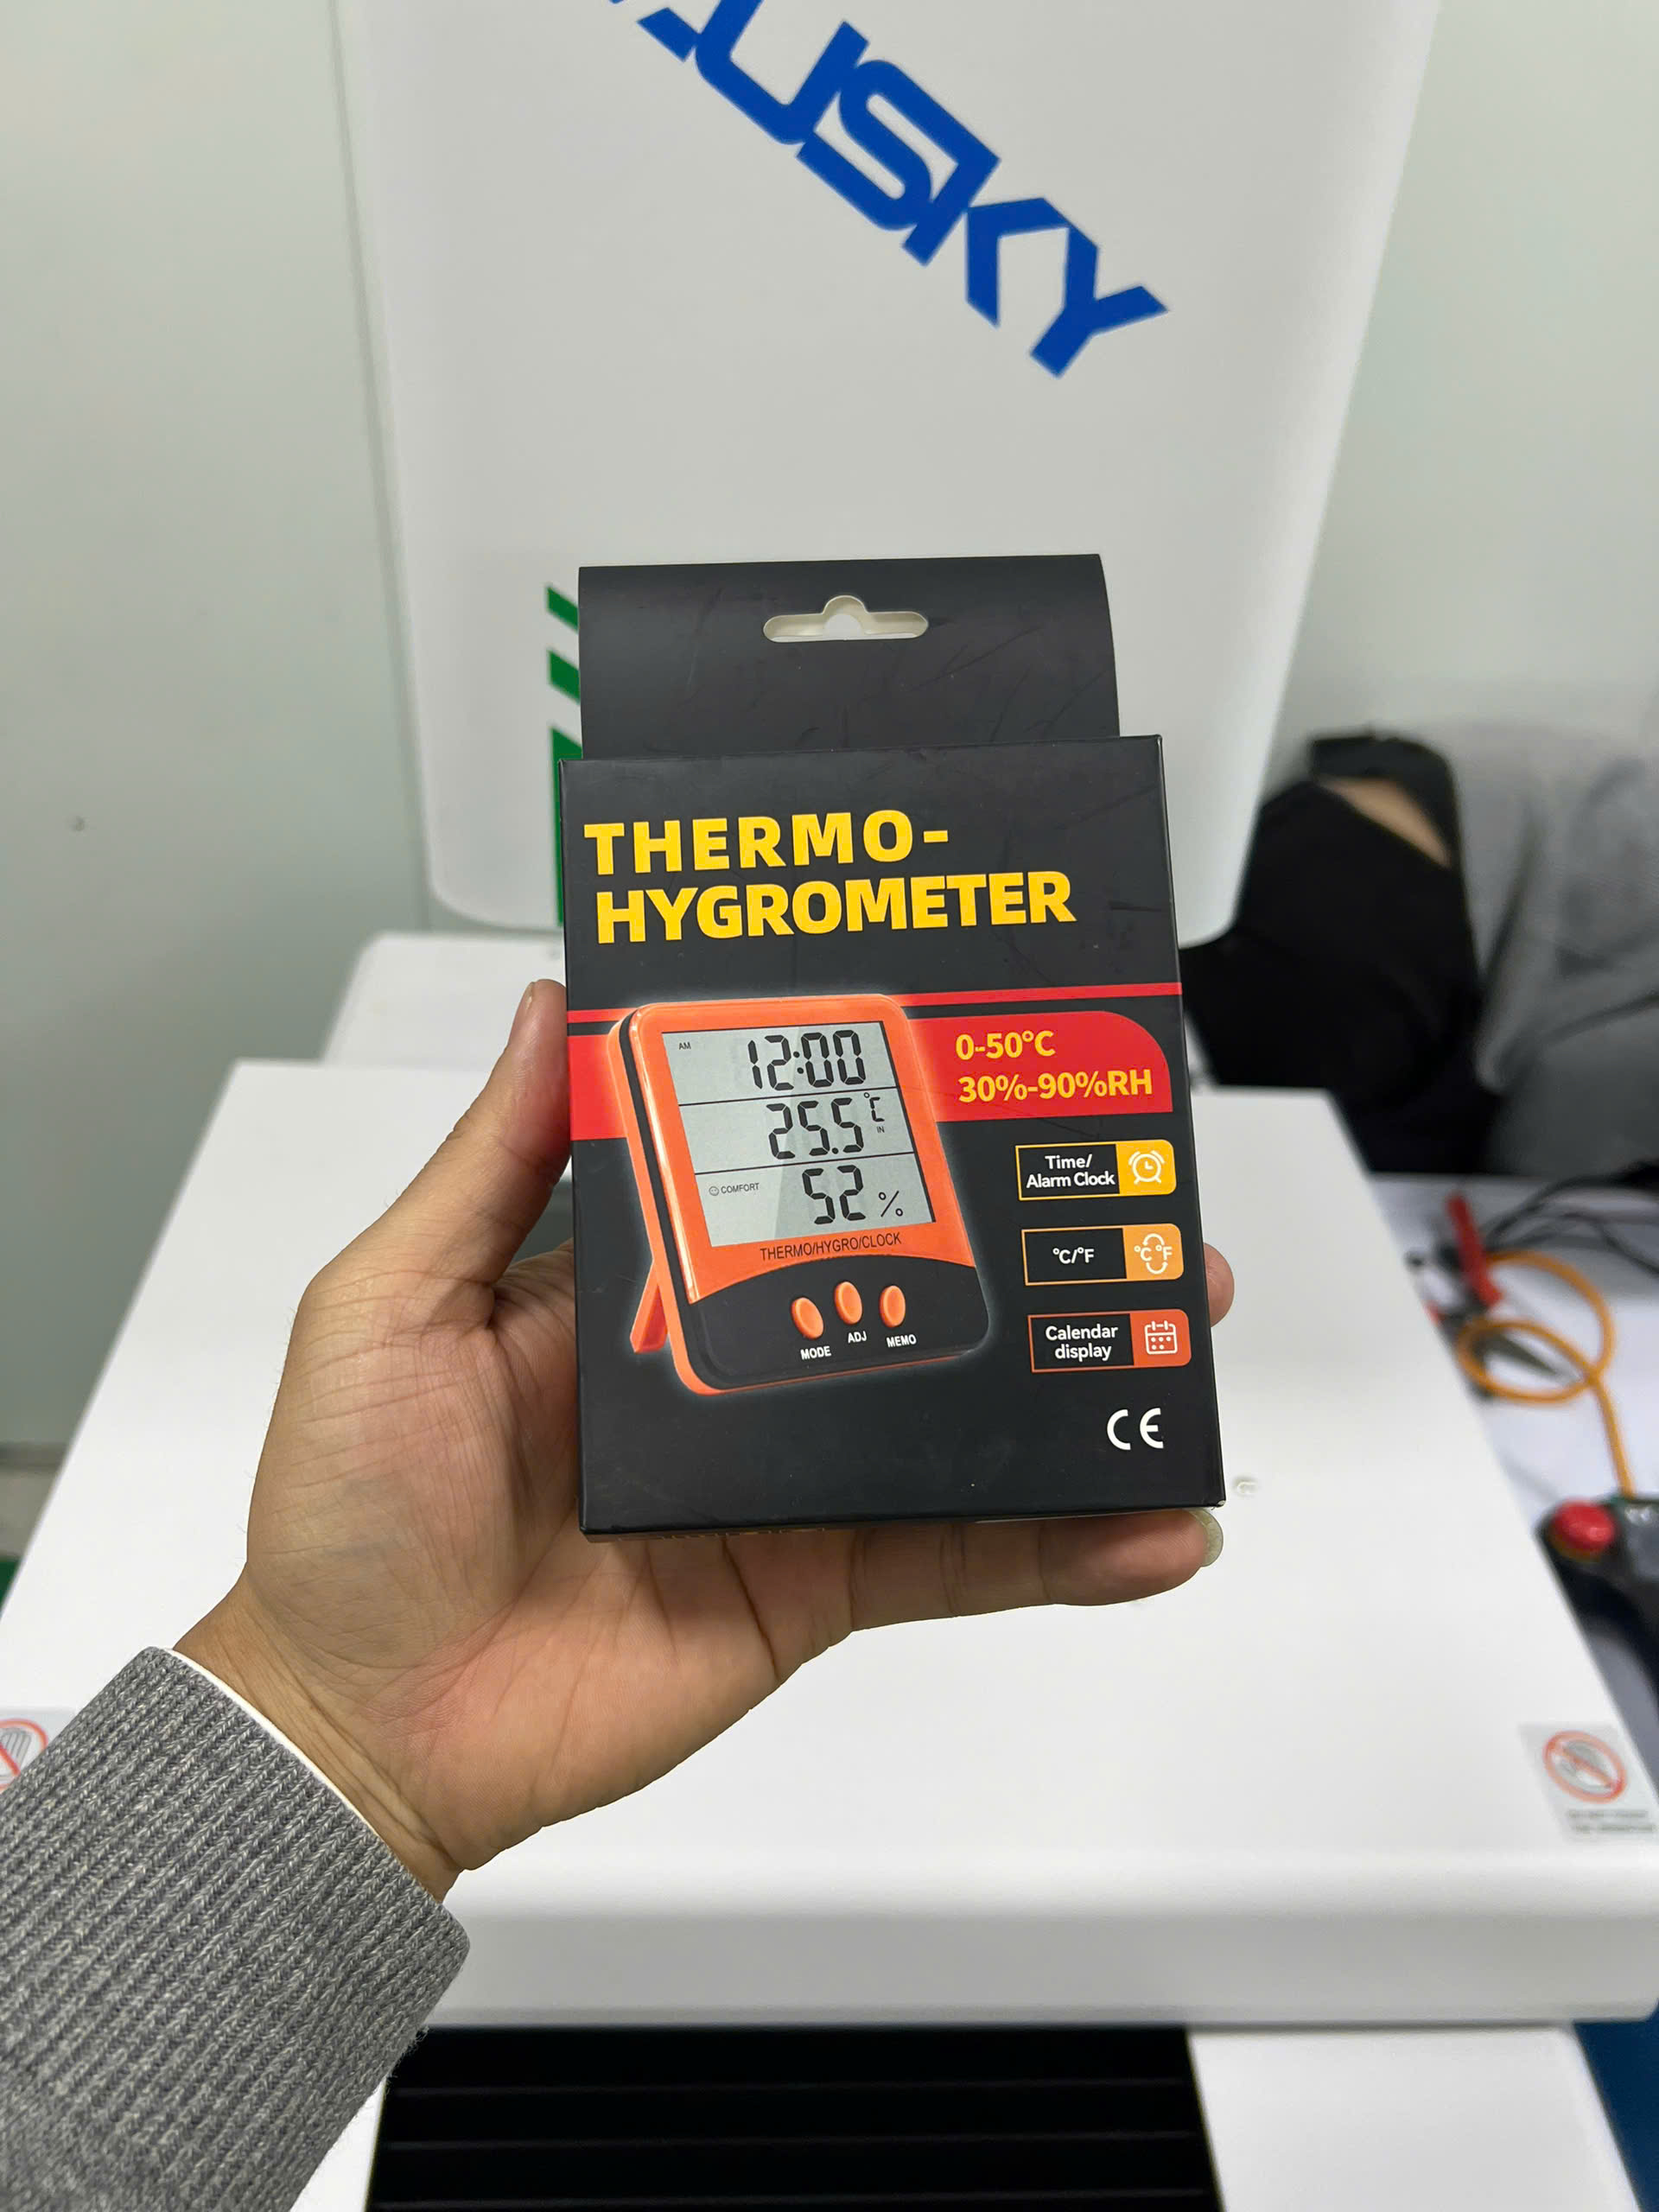 USKY
THERMO-
HYGROMETER
AM
12:00
25.5 °C
IN
COMFORT
52 %
THERMO/HYGRO/CLOCK
MODE
ADJ
MEMO
0-50°C
30%-90%RH
Time/
Alarm Clock
°C/°F
°C °F
Calendar
display
CE